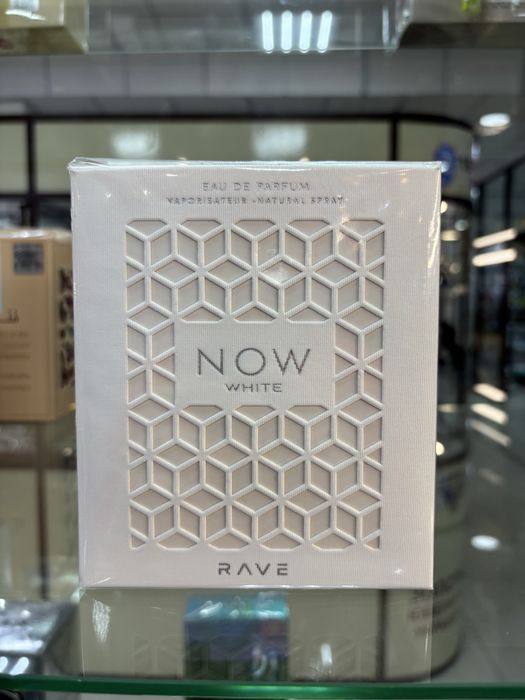 EAU DE PARFUM
VAPORISATEUR - NATURAL SPRAY
NOW
WHITE
RAVE